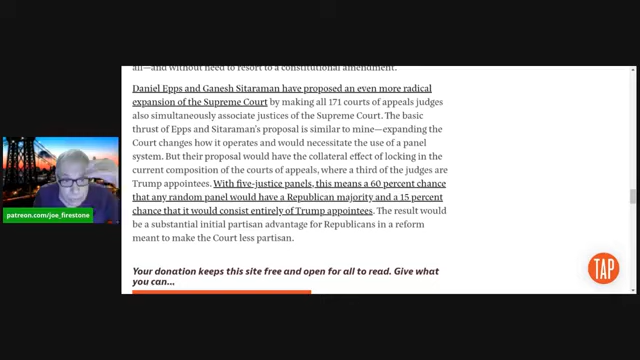 all—and without need to resort to a constitutional amendment.
Daniel Epps and Ganesh Sitaraman have proposed an even more radical
expansion of the Supreme Court by making all 171 courts of appeals judges
also simultaneously associate justices of the Supreme Court. The basic
thrust of Epps and Sitaraman's proposal is similar to mine—expanding the
Court changes how it operates and would necessitate the use of a panel
system. But their proposal would have the collateral effect of locking in
the current composition of the courts of appeals, where a third of the judges are
Trump appointees. With five-justice panels, this means a 60 percent chance
that any random panel would have a Republican majority and a 15 percent
chance that it would consist entirely of Trump appointees. The result would
be a substantial initial partisan advantage for Republicans in a reform
meant to make the Court less partisan.
Your donation keeps this site free and open for all to read. Give what
you can...
patreon.com/joe_firestone
TAP